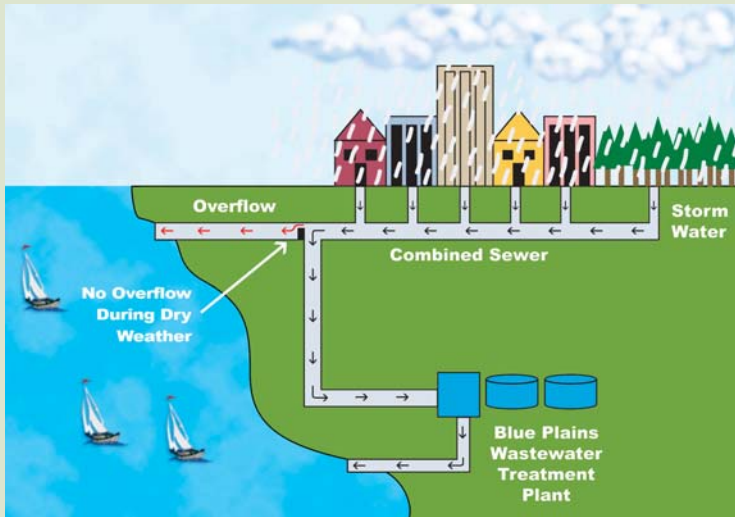 Overflow
Storm
Water
Combined Sewer
No Overflow
During Dry
Weather
Blue Plains
Wastewater
Treatment
Plant